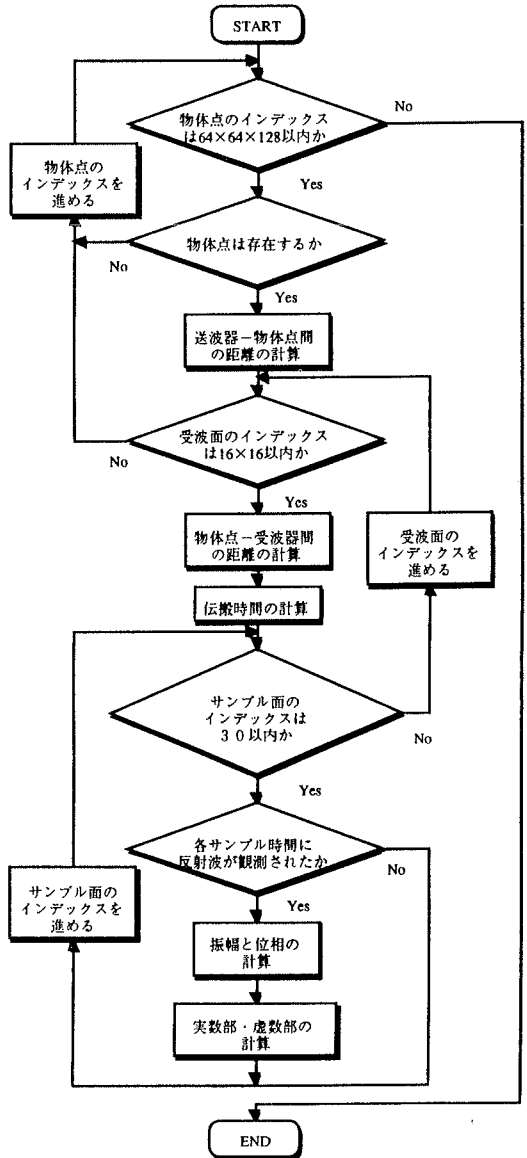 START
物体点のインデックス
は64×64×128以内か
No
Yes
物体点の
インデックスを
進める
物体点は存在するか
No
Yes
送波器－物体点間
の距離の計算
受波面のインデックス
は16×16以内か
No
Yes
物体点－受波器間
の距離の計算
受波面の
インデックスを
進める
伝搬時間の計算
サンプル面の
インデックスは
３０以内か
No
Yes
各サンプル時間に
反射波が観測されたか
No
Yes
サンプル面の
インデックスを
進める
振幅と位相の
計算
実数部・虚数部の
計算
END